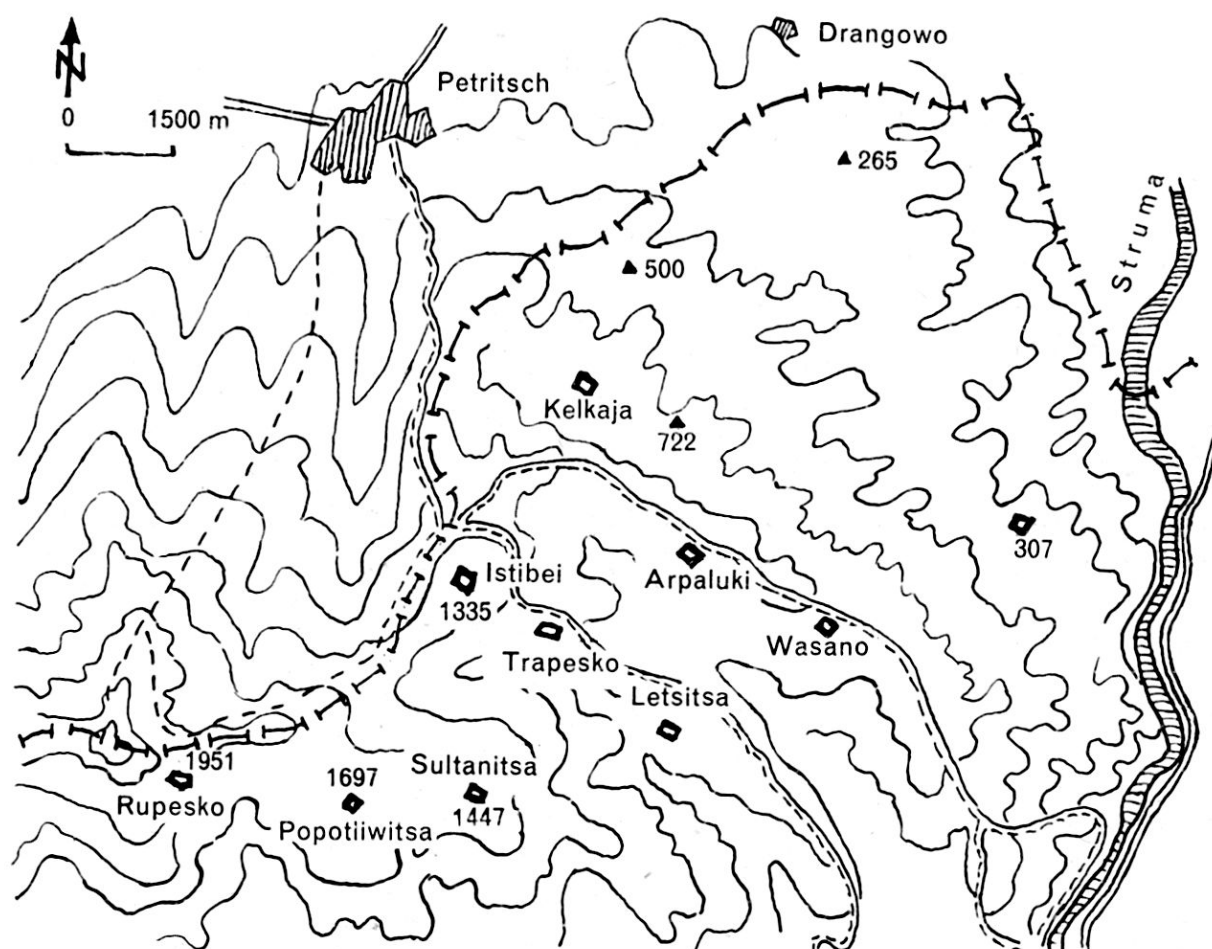 Drangowo
N
Petritsch
0 1500 m
265
Struma
500
Kelkaja
722
307
Istibei
1335
Arpaluki
Trapesko
Wasano
Letsitsa
1951
Rupesko
1697
Popotiiwitsa
Sultanitsa
1447